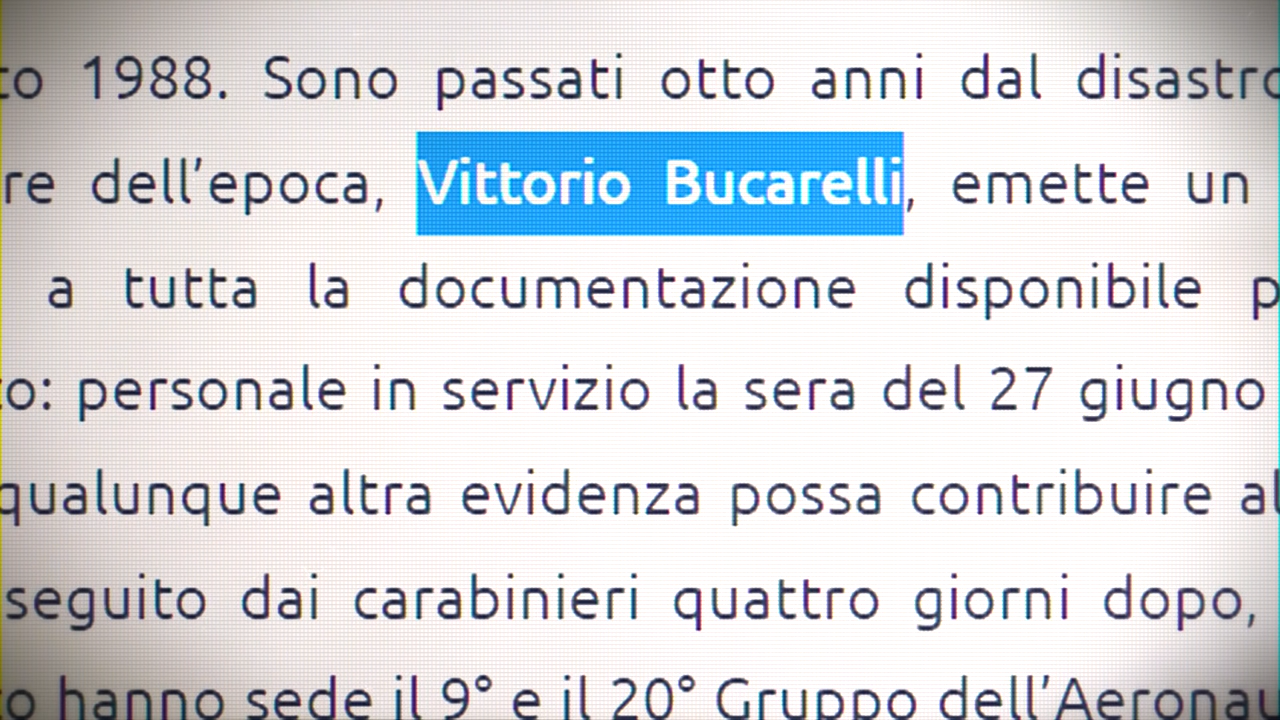 to 1988. Sono passati otto anni dal disastro
re dell’epoca, Vittorio Bucarelli, emette un
a tutta la documentazione disponibile p
to: personale in servizio la sera del 27 giugno
qualunque altra evidenza possa contribuire al
seguito dai carabinieri quattro giorni dopo,
o hanno sede il 9° e il 20° Gruppo dell’Aeronau